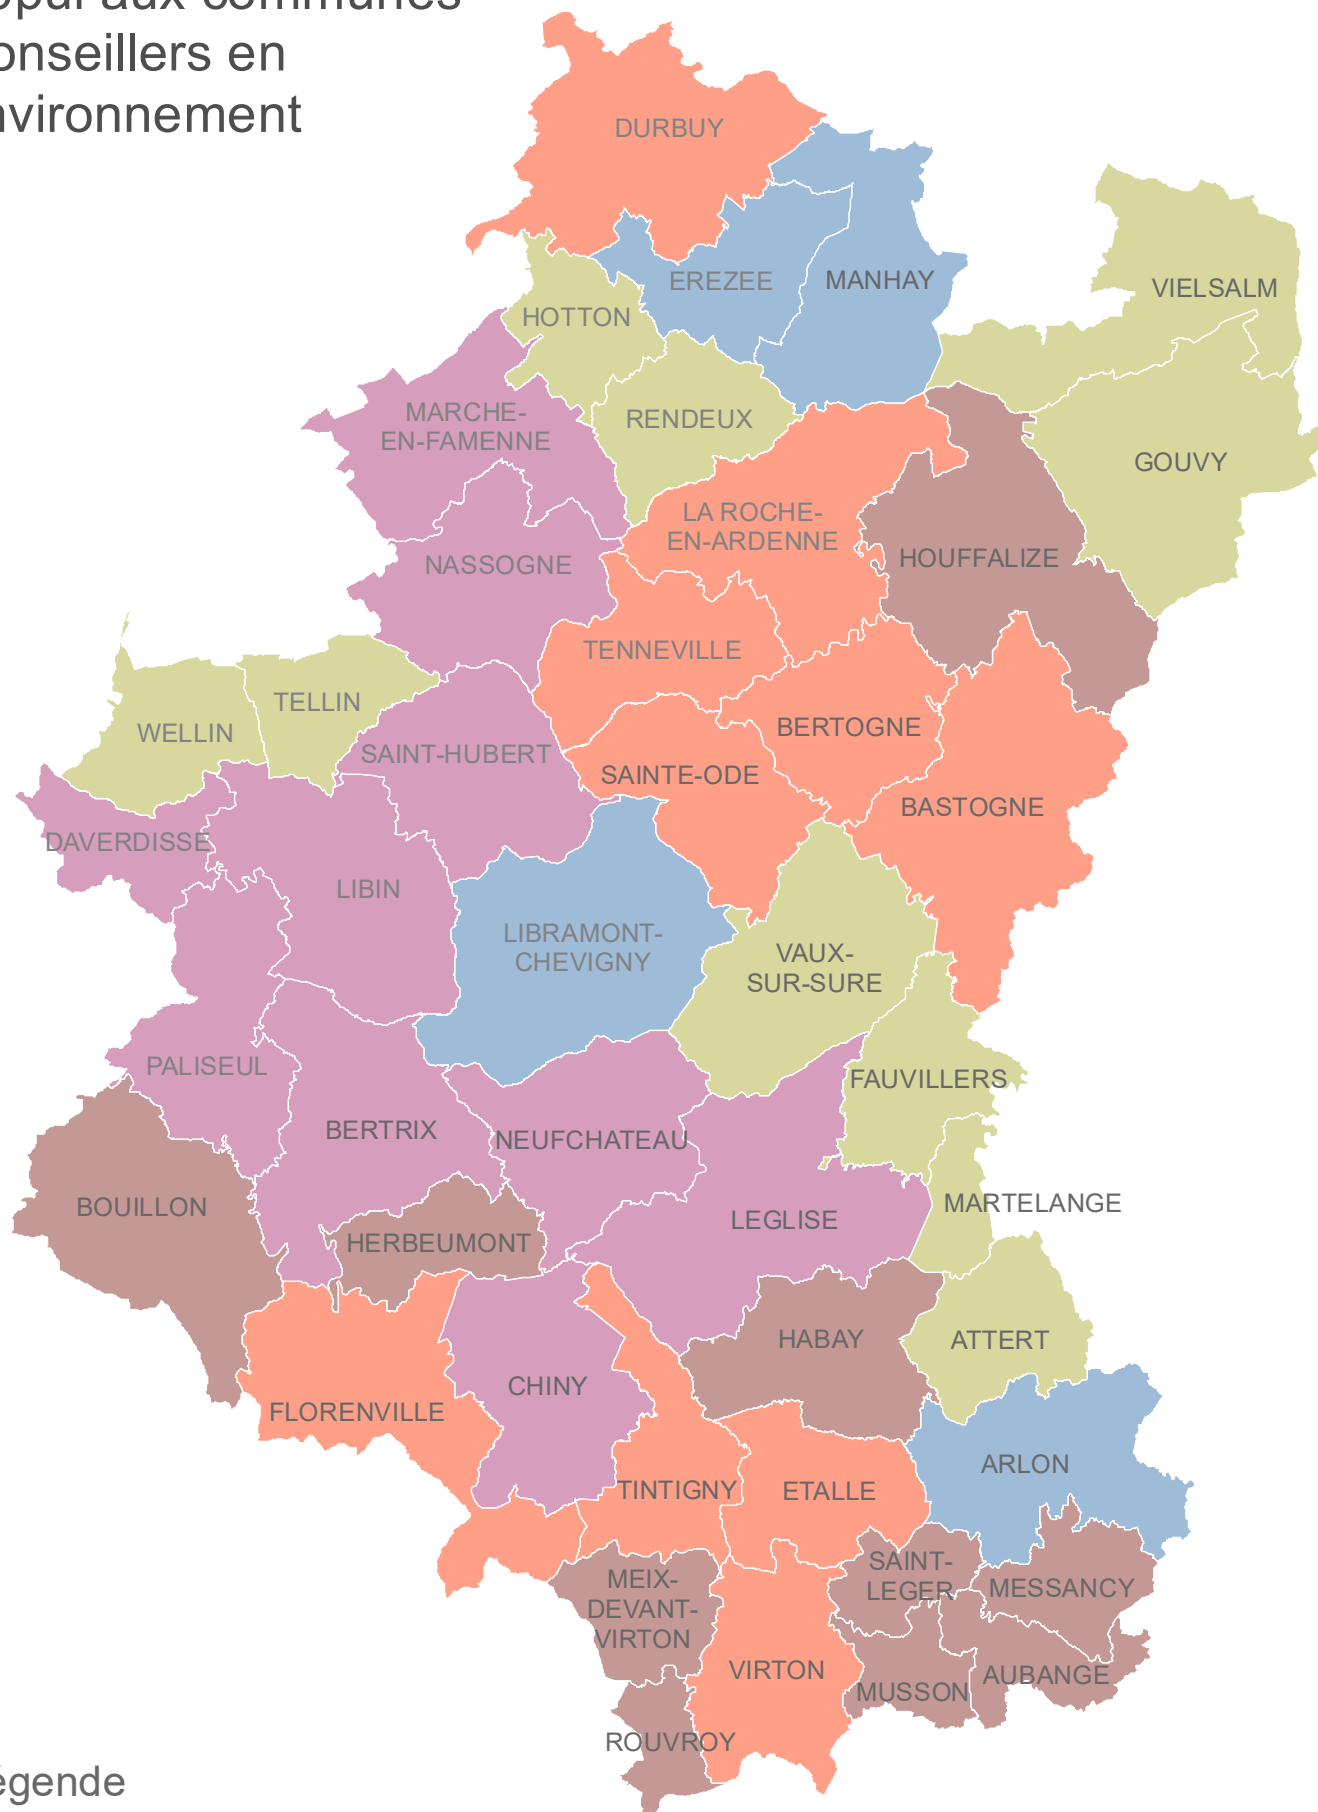 onseillers en
nvironnement
DURBUY
EREZEE
MANHAY
VIELSALM
HOTTON
MARCHE-
EN-FAMENNE
RENDEUX
GOUVY
LA ROCHE-
EN-ARDENNE
HOUFFALIZE
NASSOGNE
TENNEVILLE
TELLIN
WELLIN
SAINT-HUBERT
BERTOGNE
SAINTE-ODE
BASTOGNE
DAVERDISSE
LIBIN
LIBRAMONT-
CHEVIGNY
VAUX-
SUR-SURE
PALISEUL
FAUVILLERS
BERTRIX
NEUFCHATEAU
BOUILLON
MARTELANGE
LEGLISE
HERBEUMONT
HABAY
ATTERT
CHINY
FLORENVILLE
ARLON
TINTIGNY
ETALLE
SAINT-
LEGER
MESSANCY
MEIX-
DEVANT-
VIRTON
VIRTON
AUBANGE
MUSSON
ROUVROY
égende